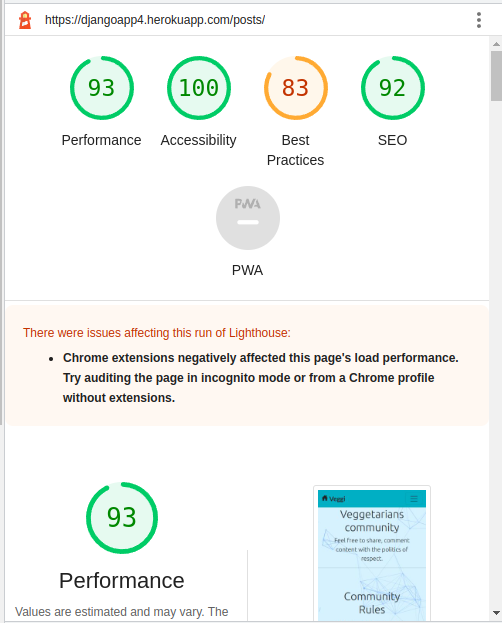 https://djangoapp4.herokuapp.com/posts/
93
100
83
92
Performance
Accessibility
Best
Practices
SEO
PWA
PWA
There were issues affecting this run of Lighthouse:
Chrome extensions negatively affected this page's load performance.
Try auditing the page in incognito mode or from a Chrome profile
without extensions.
93
Performance
Values are estimated and may vary. The
Veggi
Veggetarians
community
Feel free to share, comment
content with the politics of
respect.
Community
Rules